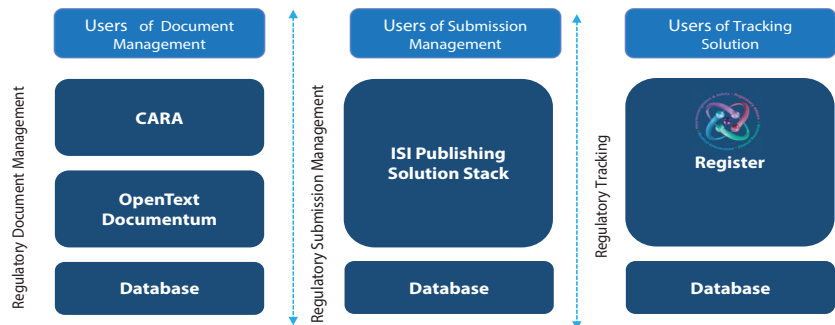 Users of Document
Management
Regulatory Document Management
CARA
OpenText
Documentum
Database
Users of Submission
Management
Regulatory Submission Management
ISI Publishing
Solution Stack
Database
Users of Tracking
Solution
Regulatory Tracking
Register
Database